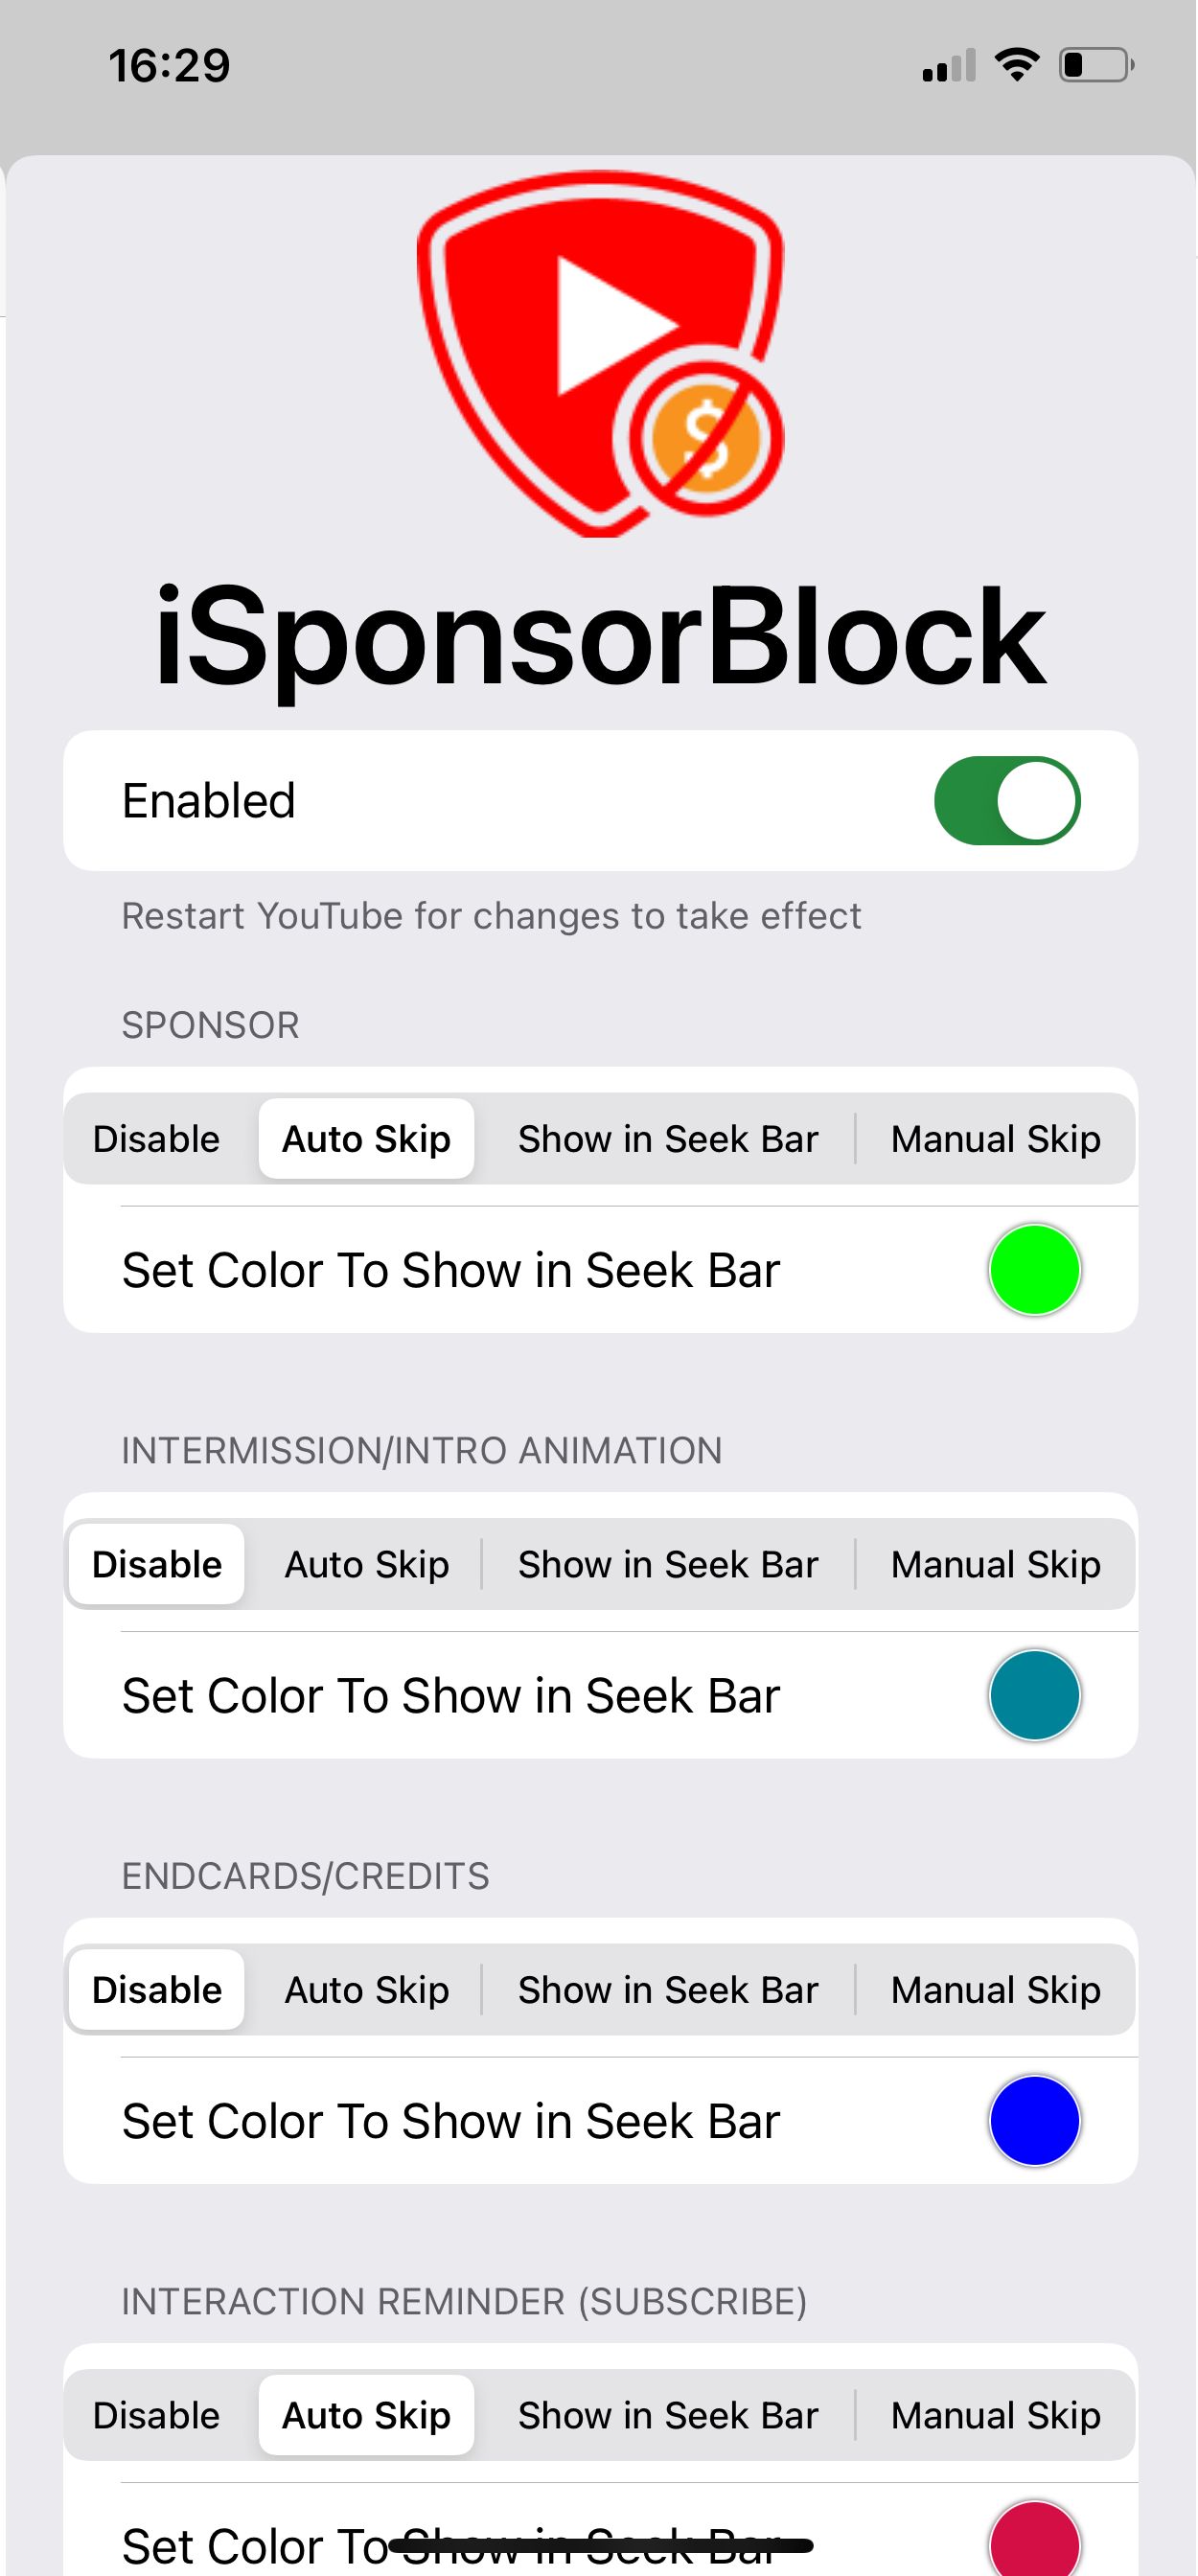 16:29
$
iSponsorBlock
Enabled
Restart YouTube for changes to take effect
SPONSOR
Disable Auto Skip Show in Seek Bar Manual Skip
Set Color To Show in Seek Bar
INTERMISSION/INTRO ANIMATION
Disable Auto Skip Show in Seek Bar Manual Skip
Set Color To Show in Seek Bar
ENDCARDS/CREDITS
Disable Auto Skip Show in Seek Bar Manual Skip
Set Color To Show in Seek Bar
INTERACTION REMINDER (SUBSCRIBE)
Disable Auto Skip Show in Seek Bar Manual Skip
Set Color To Show in Seek Bar